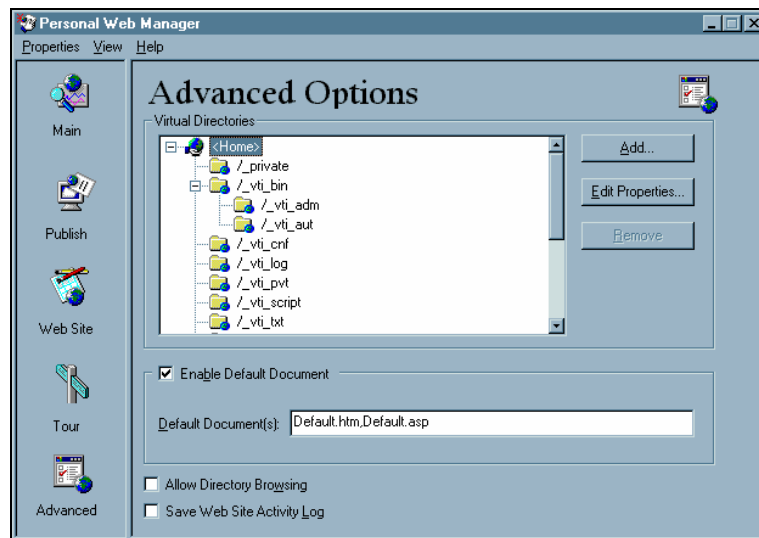 Personal Web Manager
Properties View Help
Main
Publish
Web Site
Tour
Advanced
Advanced Options
Virtual Directories
<Home>
/_private
/_vti_bin
/_vti_adm
/_vti_aut
/_vti_cnf
/_vti_log
/_vti_pvt
/_vti_script
/_vti_txt
Add...
Edit Properties...
Remove
Enable Default Document
Default Document(s): Default.htm,Default.asp
Allow Directory Browsing
Save Web Site Activity Log